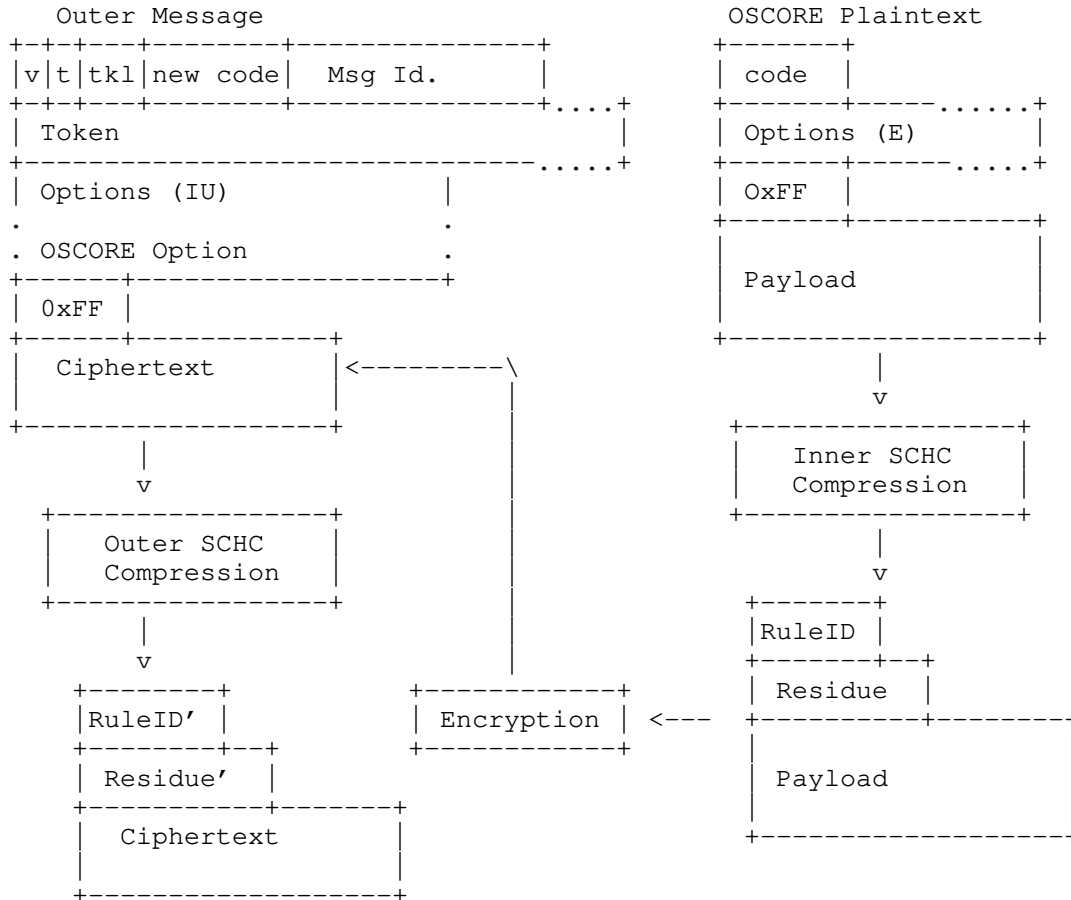 Outer Message OSCORE Plaintext
v t tkl new code Msg Id. code
Token Options (E)
Options (IU) OxFF
OSCORE Option Payload
0xFF
Ciphertext
v
Inner SCHC
v Compression
Outer SCHC
Compression v
RuleID
v
Residue
RuleID’ Encryption <---
Residue’ Payload
Ciphertext